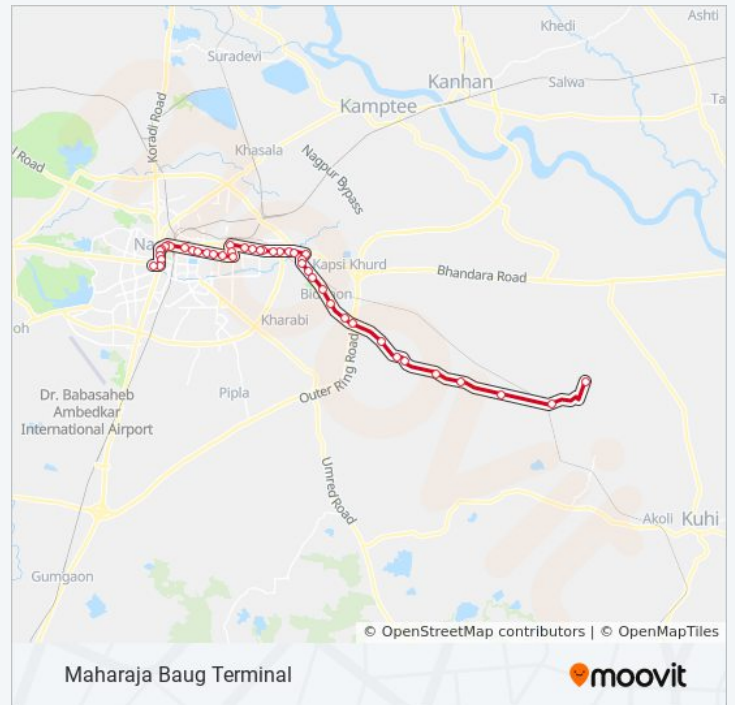 Ashti
Khedi
Suradevi
Kanhan
Salwa
Kamptee
Koradi Road
Khasala
Nagpur Bypass
Road
Na
Kapsi Khurd
Bhandara Road
Kharabi
Outer Ring Road
Pipla
Dr. Babasaheb
Ambedkar
International Airport
Umred Road
Akoli
Kuhi
Gumgaon
© OpenStreetMap contributors | © OpenMapTiles
Maharaja Baug Terminal
moovit